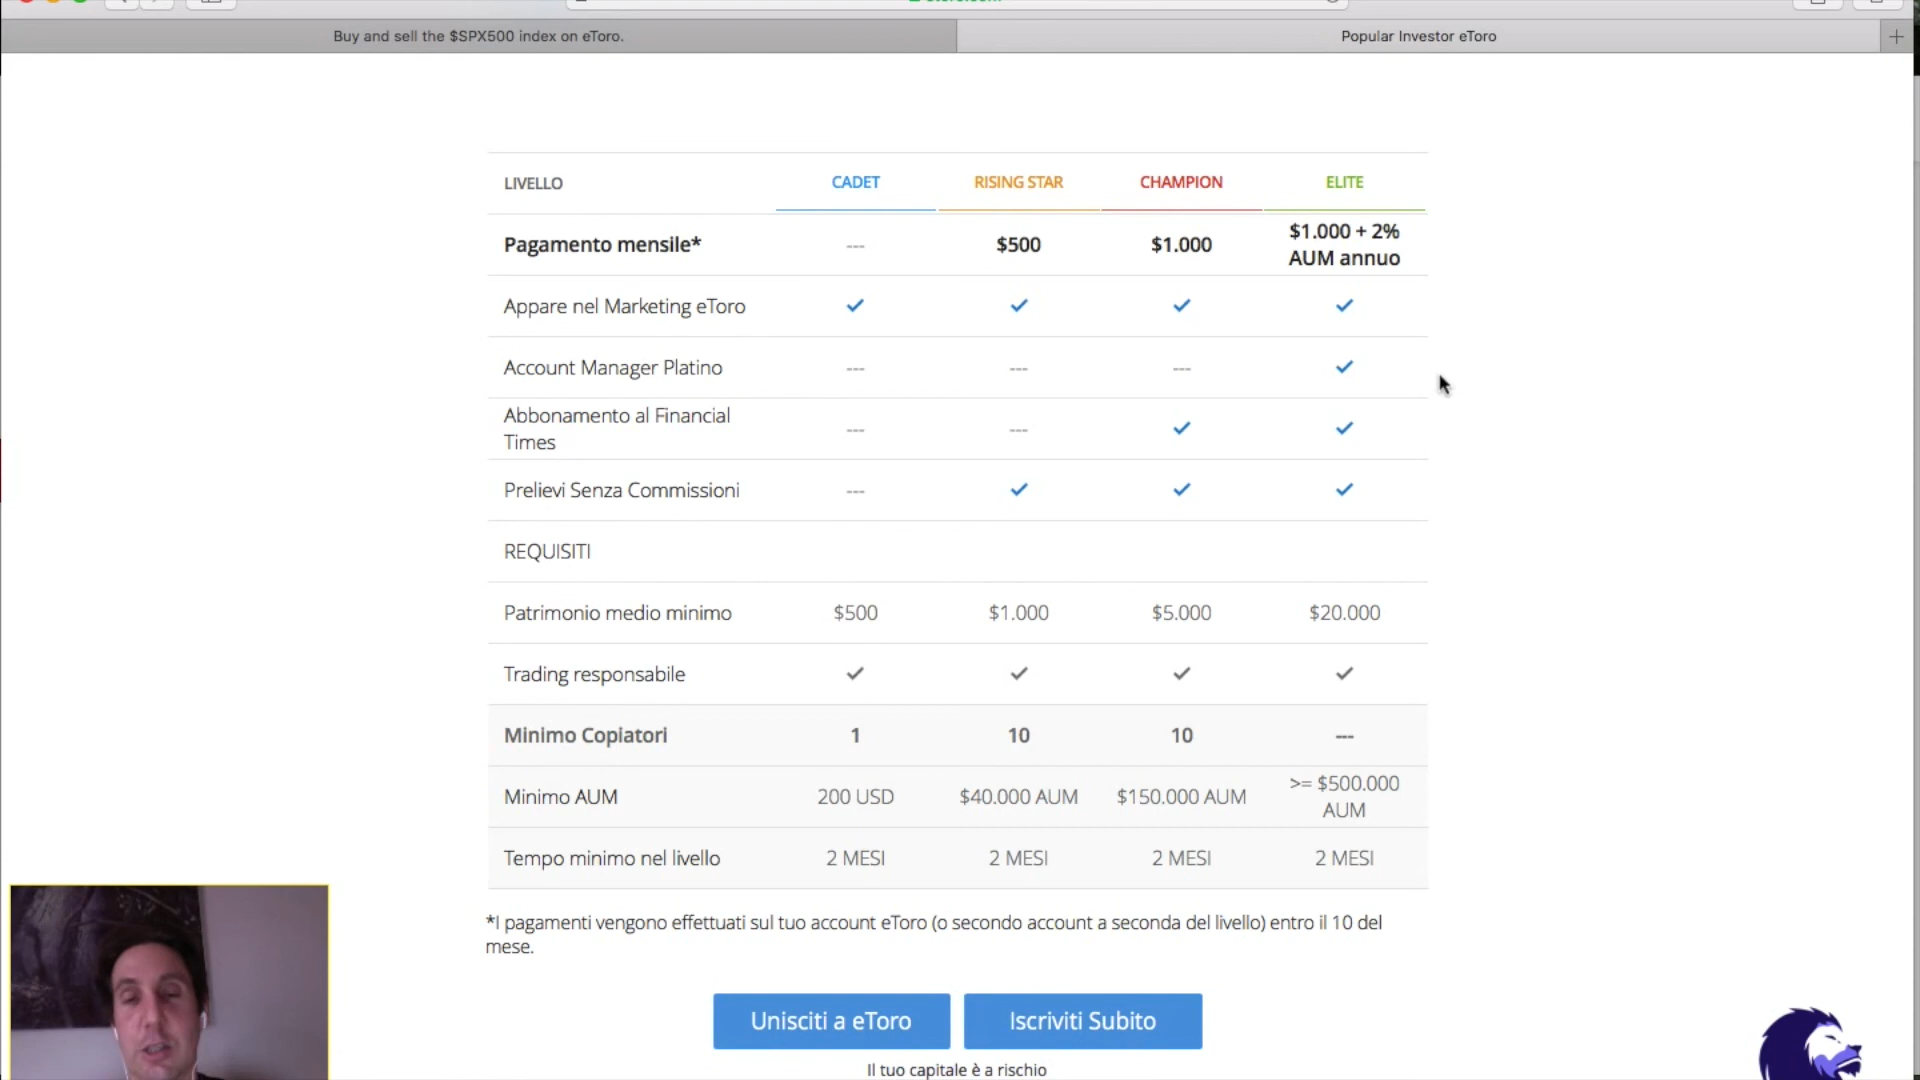 Buy and sell the $SPX500 index on eToro.
Popular Investor eToro
LIVELLO CADET RISING STAR CHAMPION ELITE
Pagamento mensile* --- $500 $1.000 $1.000 + 2%
AUM annuo
Appare nel Marketing eToro
Account Manager Platino --- --- ---
Abbonamento al Financial
Times --- ---
Prelievi Senza Commissioni ---
REQUISITI
Patrimonio medio minimo $500 $1.000 $5.000 $20.000
Trading responsabile
Minimo Copiatori 1 10 10 ---
Minimo AUM 200 USD $40.000 AUM $150.000 AUM >= $500.000
AUM
Tempo minimo nel livello 2 MESI 2 MESI 2 MESI 2 MESI
*I pagamenti vengono effettuati sul tuo account eToro (o secondo account a seconda del livello) entro il 10 del
mese.
Unisciti a eToro
Iscriviti Subito
Il tuo capitale è a rischio